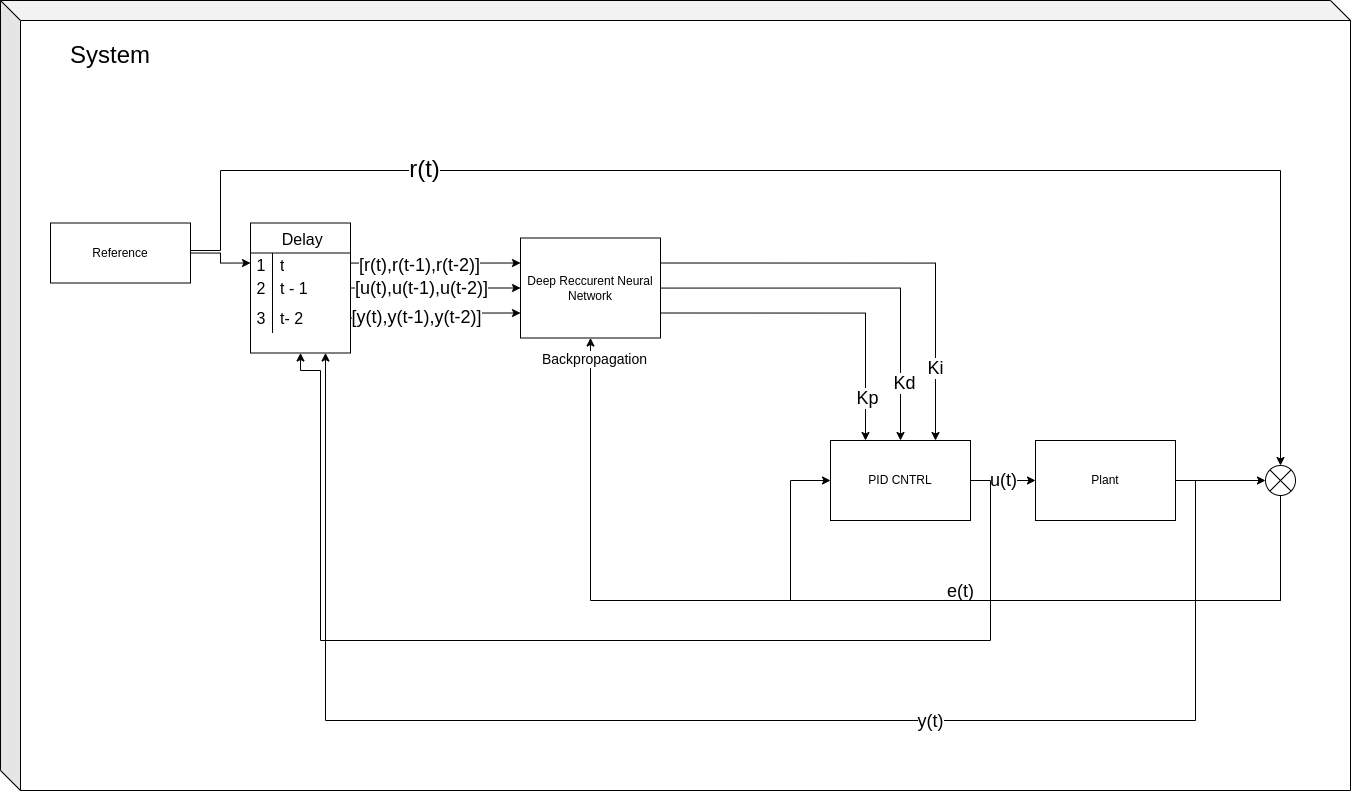 System
r(t)
Reference
Delay
1 t
2 t - 1
3 t- 2
[r(t),r(t-1),r(t-2)]
[u(t),u(t-1),u(t-2)]
[y(t),y(t-1),y(t-2)]
Deep Reccurent Neural
Network
Backpropagation
Ki
Kd
Kp
PID CNTRL
u(t)
Plant
e(t)
y(t)